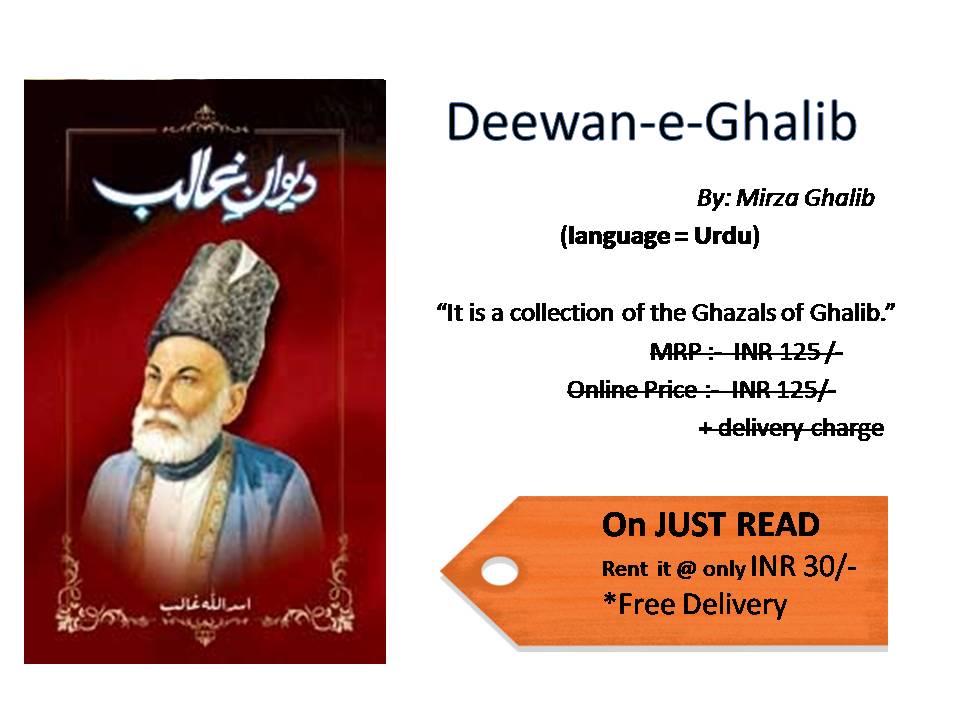 دیوانِ غالب
اسد اللہ غالب
Deewan-e-Ghalib
By: Mirza Ghalib
(language = Urdu)
“It is a collection of the Ghazals of Ghalib.”
MRP :- INR 125 /-
Online Price :- INR 125/-
+ delivery charge
On JUST READ
Rent it @ only INR 30/-
*Free Delivery